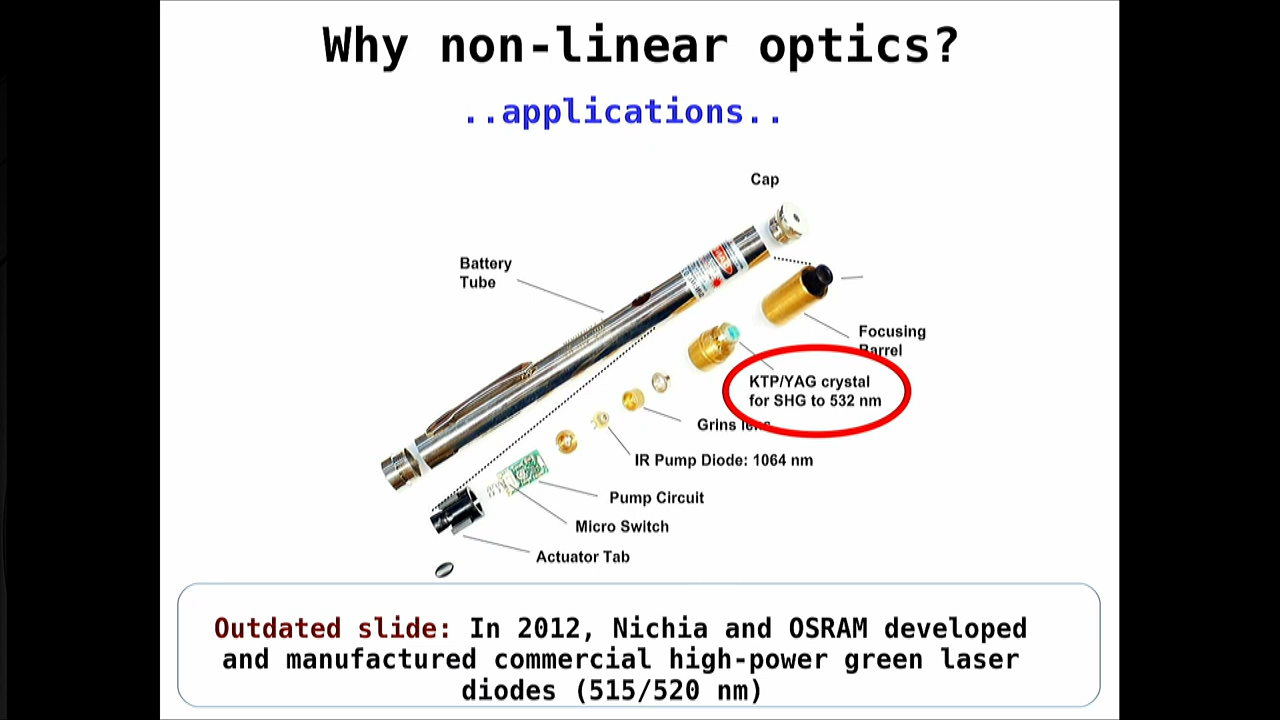 Why non-linear optics?
..applications..
Cap
Battery
Tube
Focusing
Barrel
KTP/YAG crystal
for SHG to 532 nm
Grins lens
IR Pump Diode: 1064 nm
Pump Circuit
Micro Switch
Actuator Tab
Outdated slide: In 2012, Nichia and OSRAM developed
and manufactured commercial high-power green laser
diodes (515/520 nm)